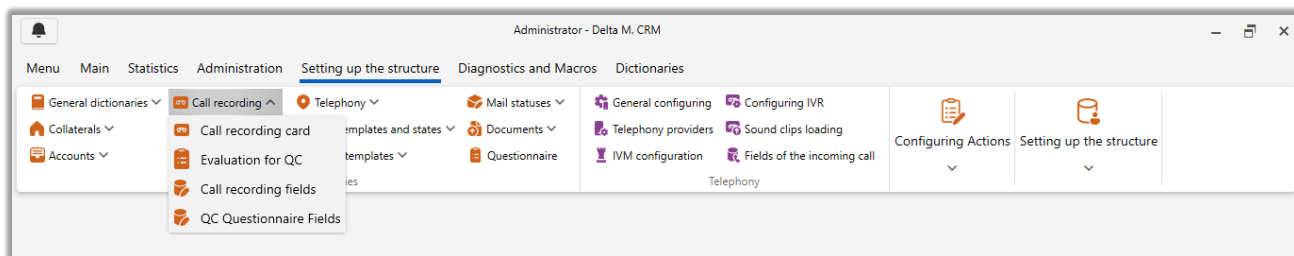 Administrator - Delta M. CRM
Menu Main Statistics Administration Setting up the structure Diagnostics and Macros Dictionaries
General dictionaries Call recording Telephony Mail statuses General configuring Configuring IVR
Collaterals Call recording card emplates and states Documents Telephony providers Sound clips loading
Accounts Evaluation for QC templates Questionnaire IVM configuration Fields of the incoming call
Configuring Actions Setting up the structure
Call recording fields ies Telephony
QC Questionnaire Fields